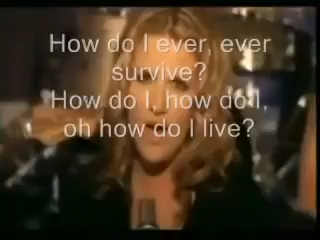 How do I ever, ever
survive?
How do I, how do I,
oh how do I live?